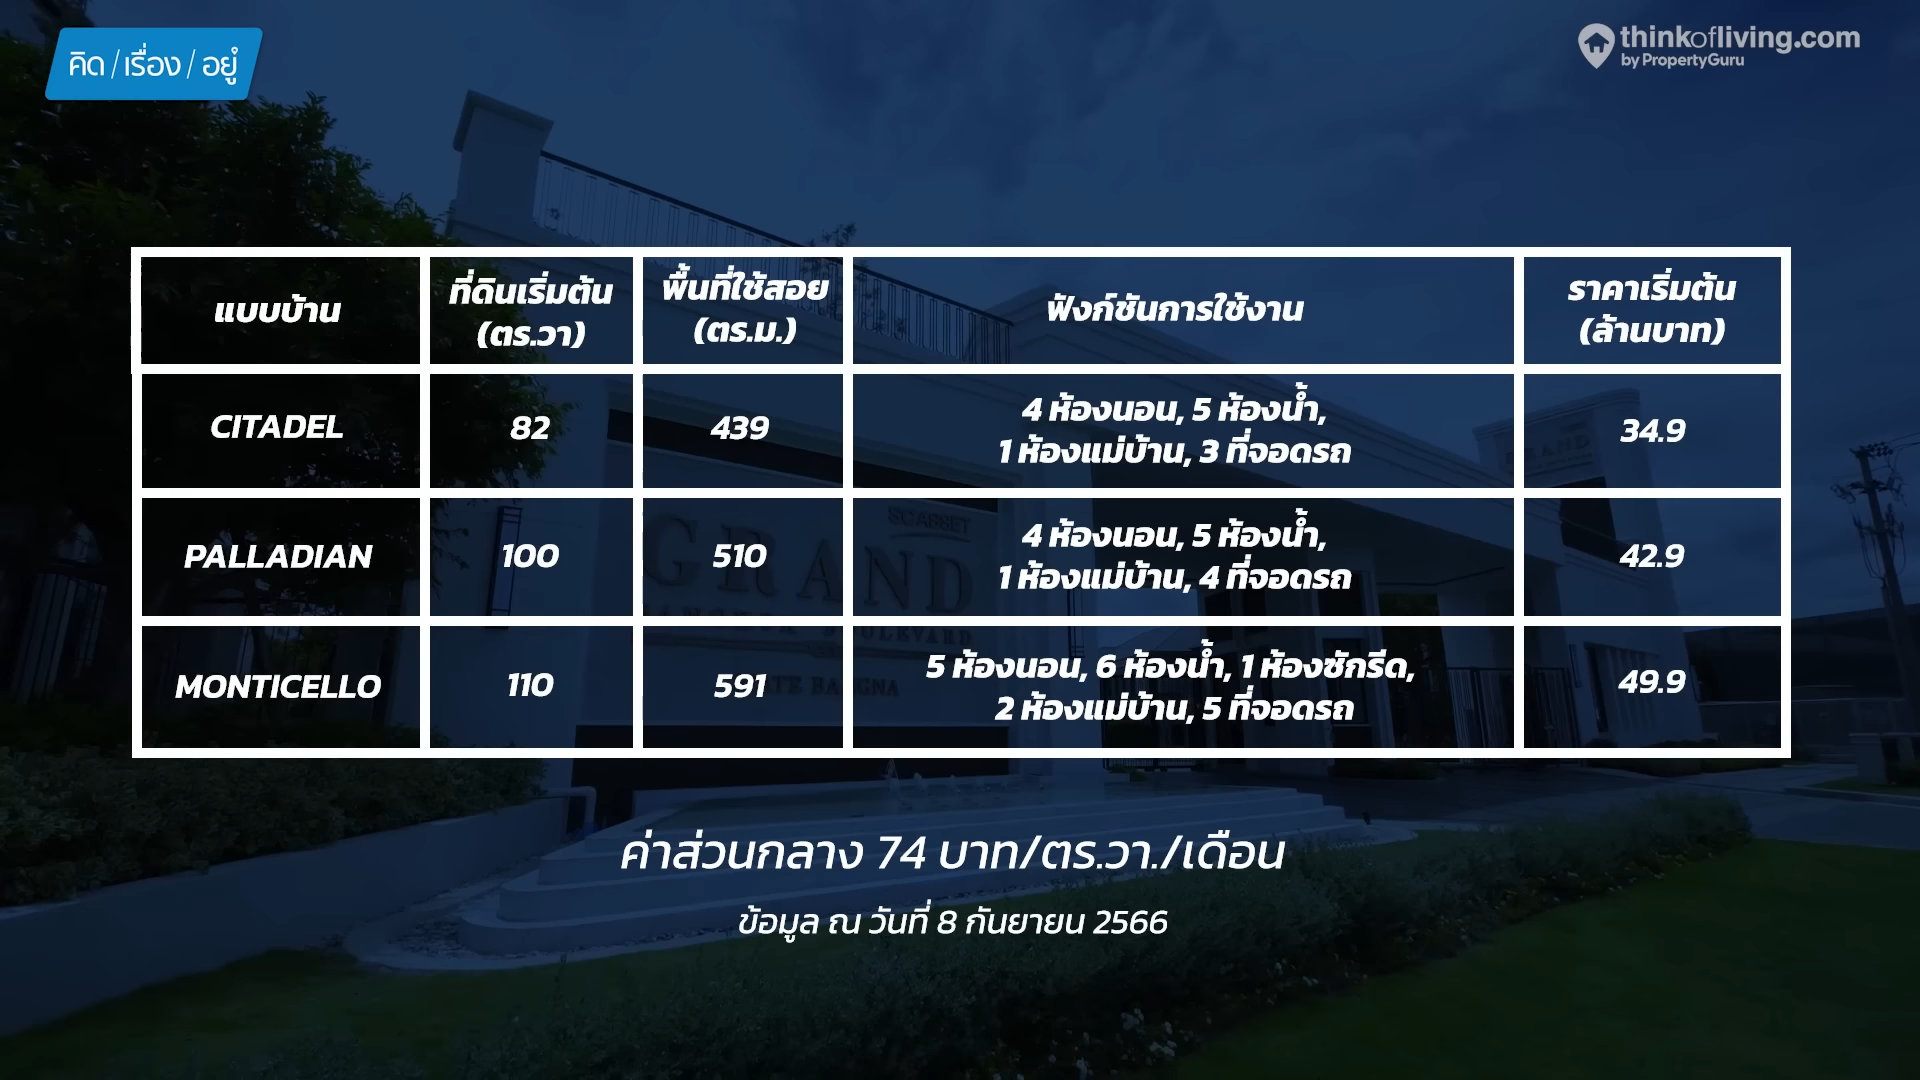 คิด/เรื่อง/อยู่
thinkofliving.com
by PropertyGuru
แบบบ้าน
ที่ดินเริ่มต้น
(ตร.วา)
พื้นที่ใช้สอย
(ตร.ม.)
ฟังก์ชันการใช้งาน
ราคาเริ่มต้น
(ล้านบาท)
CITADEL
82
439
4 ห้องนอน, 5 ห้องน้ำ,
1 ห้องแม่บ้าน, 3 ที่จอดรถ
34.9
PALLADIAN
100
510
4 ห้องนอน, 5 ห้องน้ำ,
1 ห้องแม่บ้าน, 4 ที่จอดรถ
42.9
MONTICELLO
110
591
5 ห้องนอน, 6 ห้องน้ำ, 1 ห้องซักรีด,
2 ห้องแม่บ้าน, 5 ที่จอดรถ
49.9
SC ASSET
GRAND
BOULEVARD
BANGNA
GRAND
ค่าส่วนกลาง 74 บาท/ตร.วา./เดือน
ข้อมูล ณ วันที่ 8 กันยายน 2566